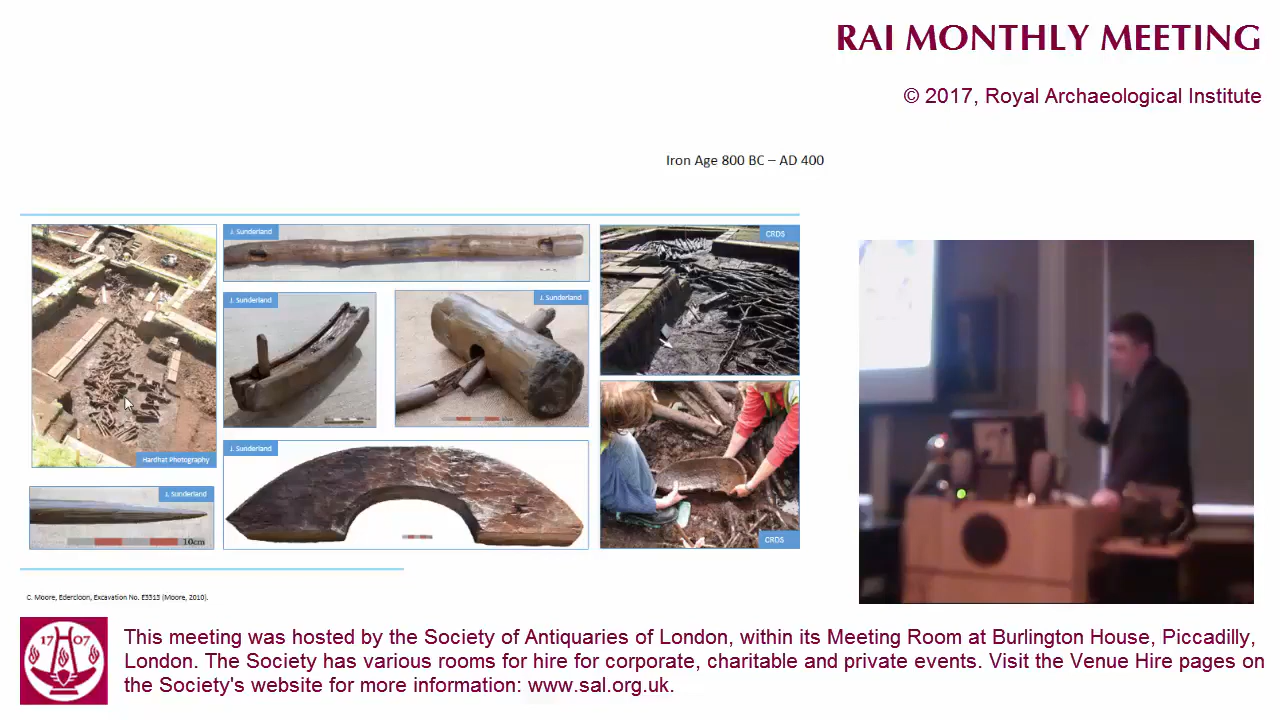 RAI MONTHLY MEETING
© 2017, Royal Archaeological Institute
Iron Age 800 BC – AD 400
J. Sunderland
CRDS
J. Sunderland
J. Sunderland
J. Sunderland
Hardhat Photography
J. Sunderland
10cm
CRDS
C. Moore, Edercloon, Excavation No. E3313 (Moore, 2010).
1707
This meeting was hosted by the Society of Antiquaries of London, within its Meeting Room at Burlington House, Piccadilly,
London. The Society has various rooms for hire for corporate, charitable and private events. Visit the Venue Hire pages on
the Society's website for more information: www.sal.org.uk.